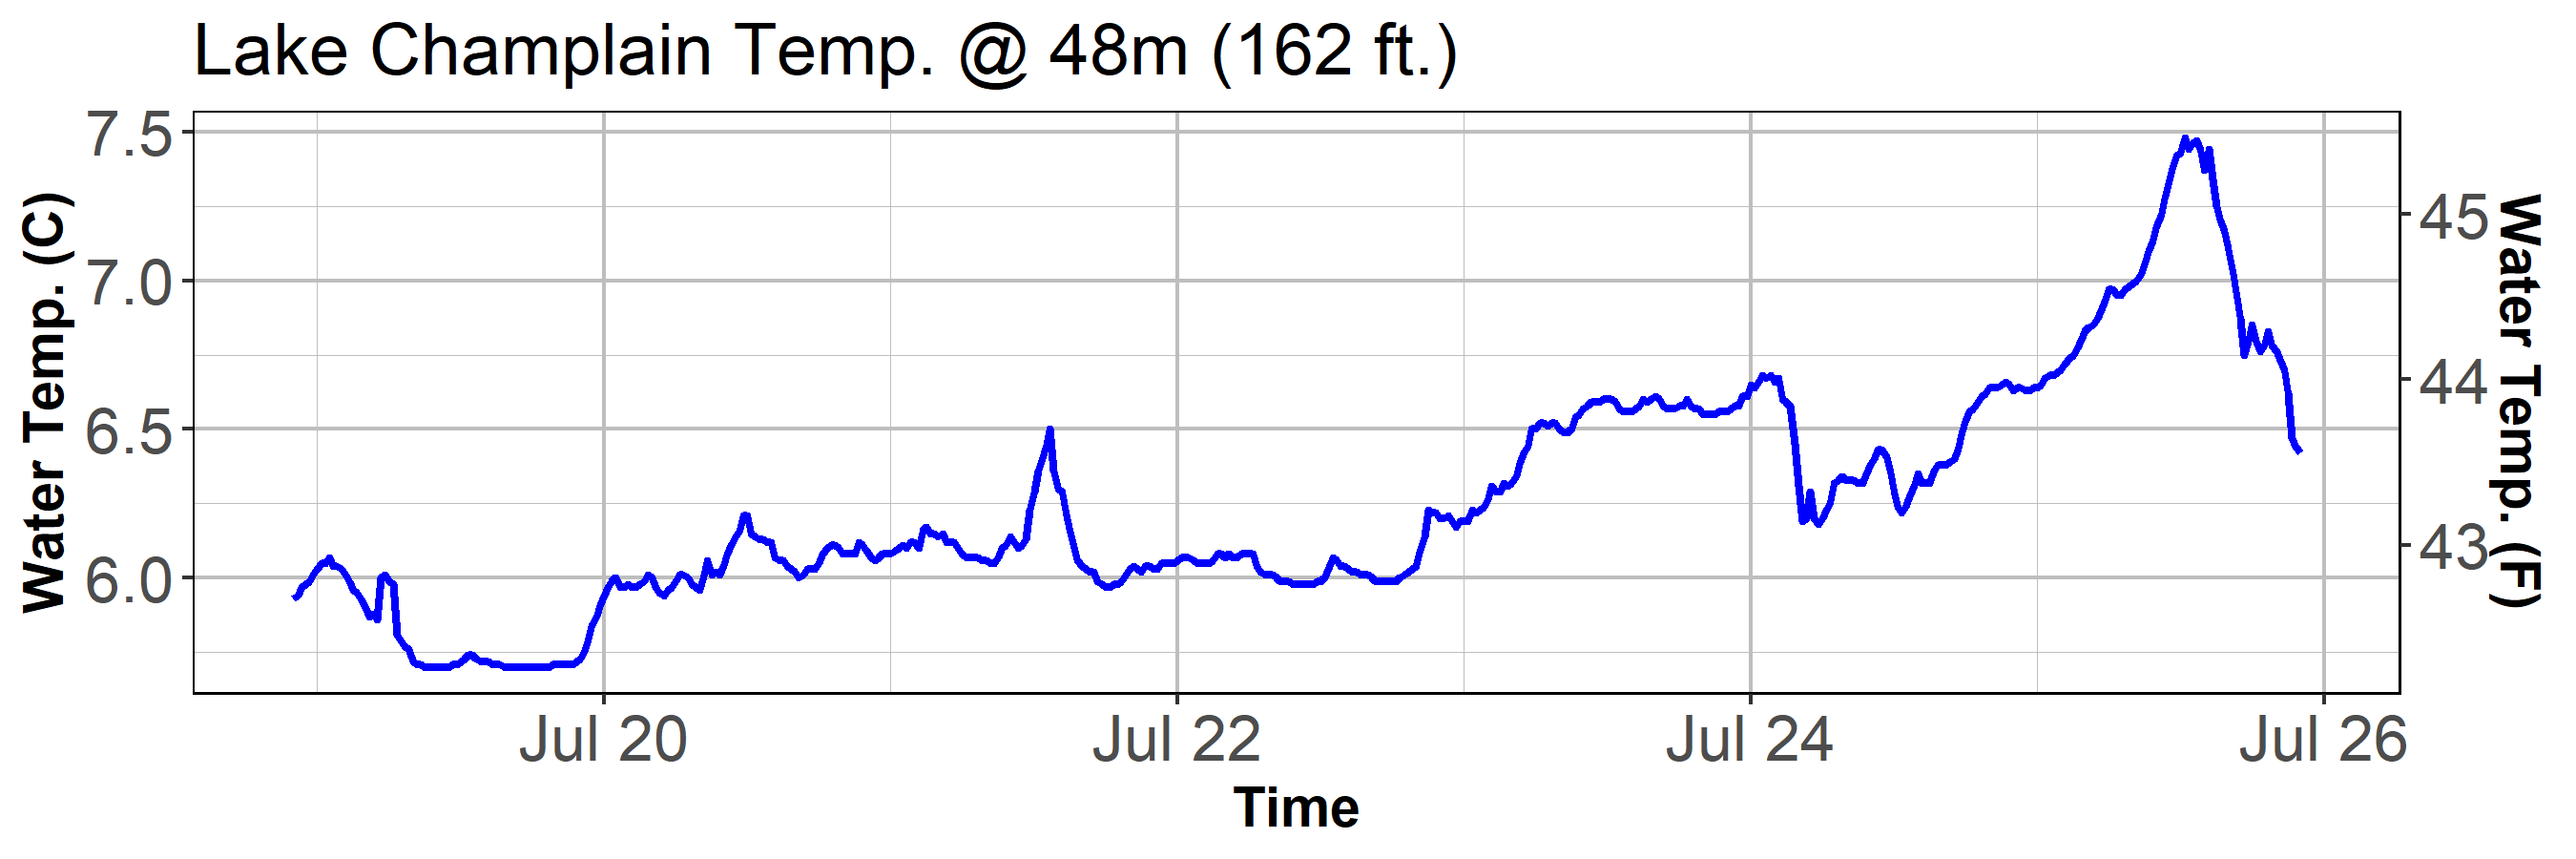 Lake Champlain Temp. @ 48m (162 ft.)
Water Temp. (C)
7.5
7.0
6.5
6.0
45
44
43
Water Temp. (F)
Jul 20 Jul 22 Jul 24 Jul 26
Time